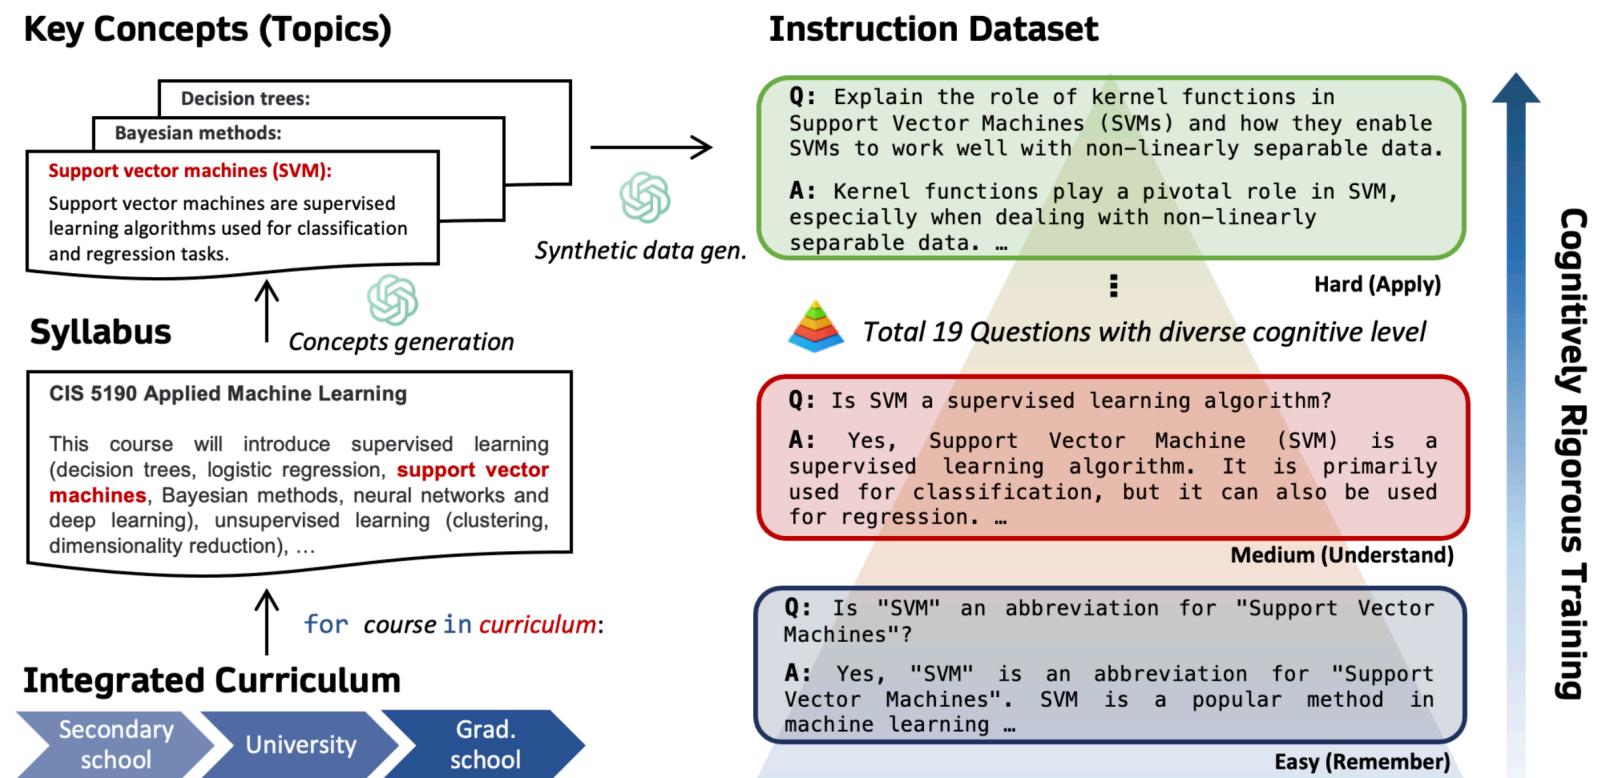 Key Concepts (Topics)
Decision trees:
Bayesian methods:
Support vector machines (SVM):
Support vector machines are supervised
learning algorithms used for classification
and regression tasks.
Synthetic data gen.
Concepts generation
Syllabus
CIS 5190 Applied Machine Learning
This course will introduce supervised learning
(decision trees, logistic regression, support vector
machines, Bayesian methods, neural networks and
deep learning), unsupervised learning (clustering,
dimensionality reduction), ...
for course in curriculum:
Integrated Curriculum
Secondary
school
University
Grad.
school
Instruction Dataset
Q: Explain the role of kernel functions in
Support Vector Machines (SVMs) and how they enable
SVMs to work well with non-linearly separable data.
A: Kernel functions play a pivotal role in SVM,
especially when dealing with non-linearly
separable data. …
Hard (Apply)
⋮
Total 19 Questions with diverse cognitive level
Q: Is SVM a supervised learning algorithm?
A: Yes, Support Vector Machine (SVM) is a
supervised learning algorithm. It is primarily
used for classification, but it can also be used
for regression. …
Medium (Understand)
Q: Is "SVM" an abbreviation for "Support Vector
Machines"?
A: Yes, "SVM" is an abbreviation for "Support
Vector Machines". SVM is a popular method in
machine learning …
Easy (Remember)
Cognitively Rigorous Training